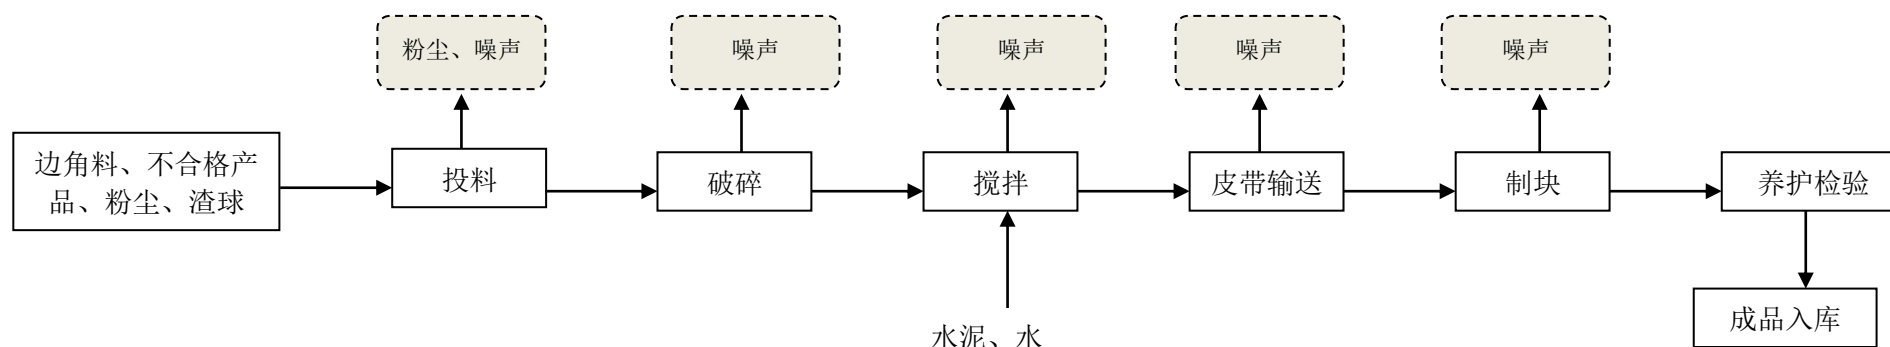 粉尘、噪声
噪声
噪声
噪声
噪声
边角料、不合格产
品、粉尘、渣球
投料
破碎
搅拌
皮带输送
制块
养护检验
水泥、水
成品入库